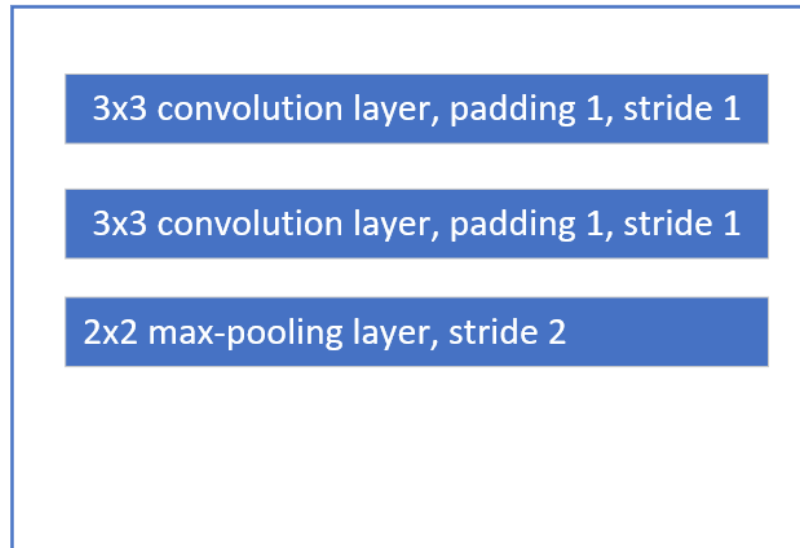 3x3 convolution layer, padding 1, stride 1
3x3 convolution layer, padding 1, stride 1
2x2 max-pooling layer, stride 2